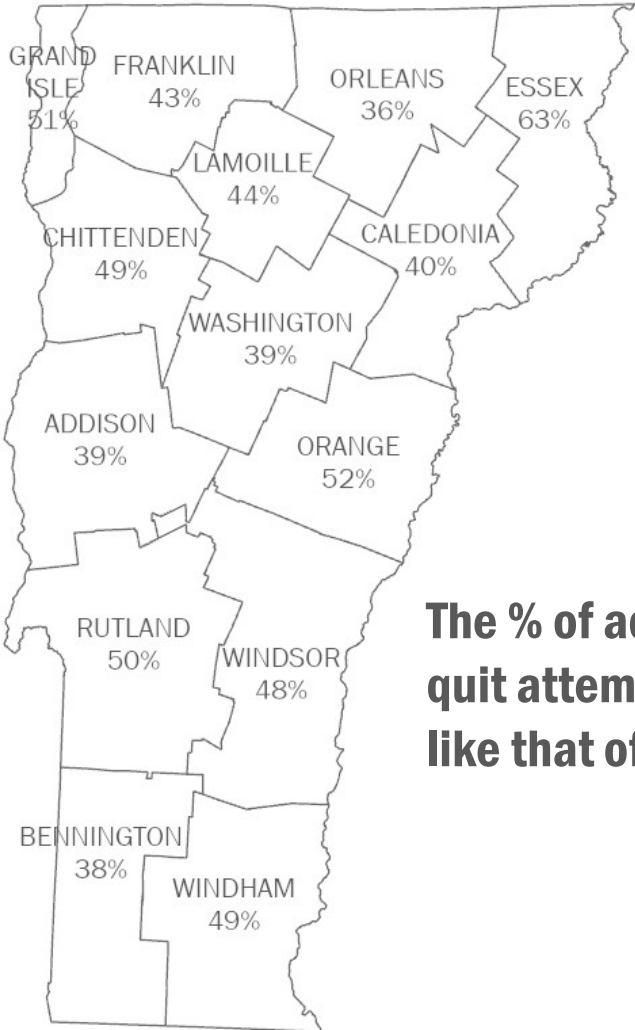 GRAND
ISLE
51%
FRANKLIN
43%
ORLEANS
36%
ESSEX
63%
LAMOILLE
44%
CHITTENDEN
49%
CALEDONIA
40%
WASHINGTON
39%
ADDISON
39%
ORANGE
52%
RUTLAND
50%
WINDSOR
48%
BENNINGTON
38%
WINDHAM
49%
The % of
quit
like that